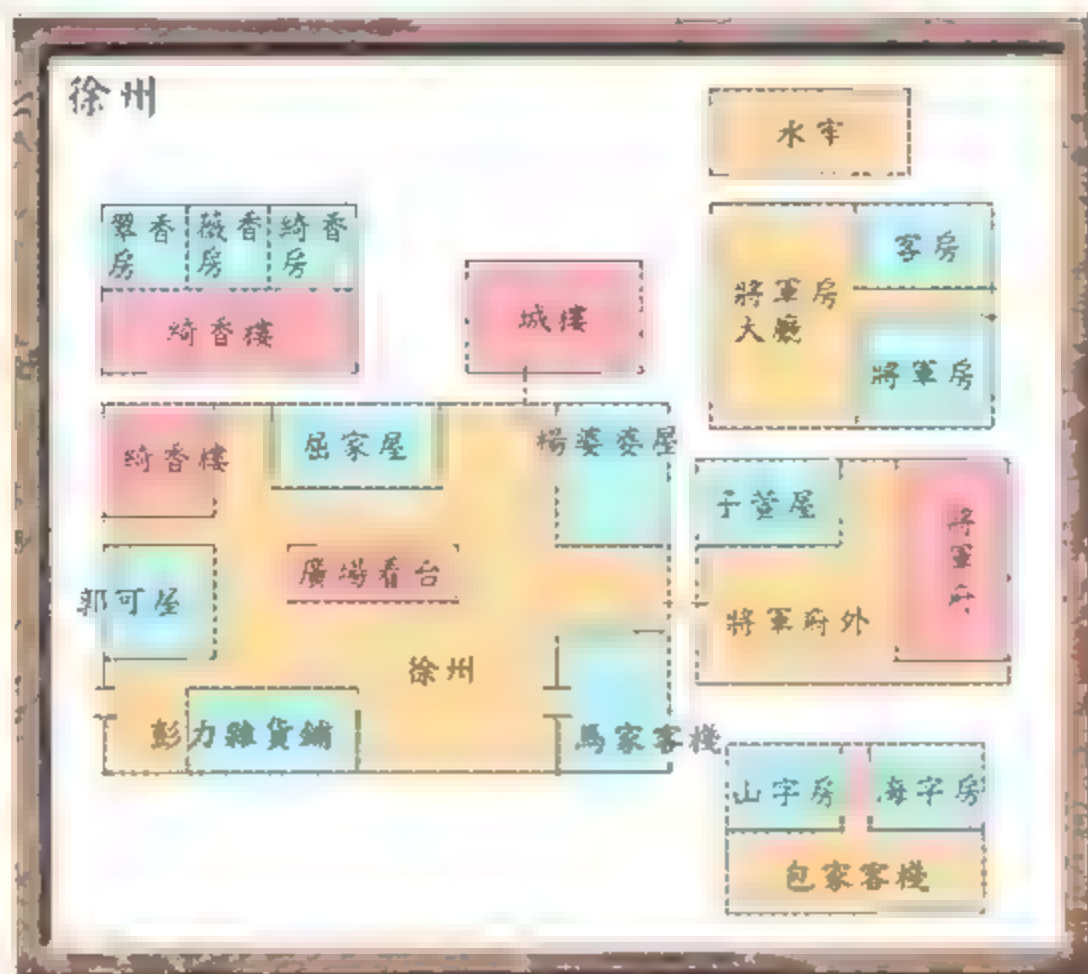 徐州
水牢
翠香 薇香 綺香
房 房 房
客房
將軍房
大廳
綺香樓
城樓
將軍房
綺香樓
屈家屋
楊婆婆屋
子萱屋
將軍府
廣場看台
郭可屋
將軍府外
徐州
彭力雜貨鋪
馬家客棧
山字房
海字房
包家客棧